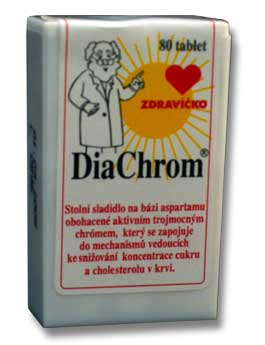 80 tablet
ZDRAVÍČKO
DiaChrom®
Stolní sladidlo na bázi aspartamu
obohacené aktivním trojmocným
chrómem, který se zapojuje
do mechanismů vedoucích
ke snižování koncentrace cukru
a cholesterolu v krvi.